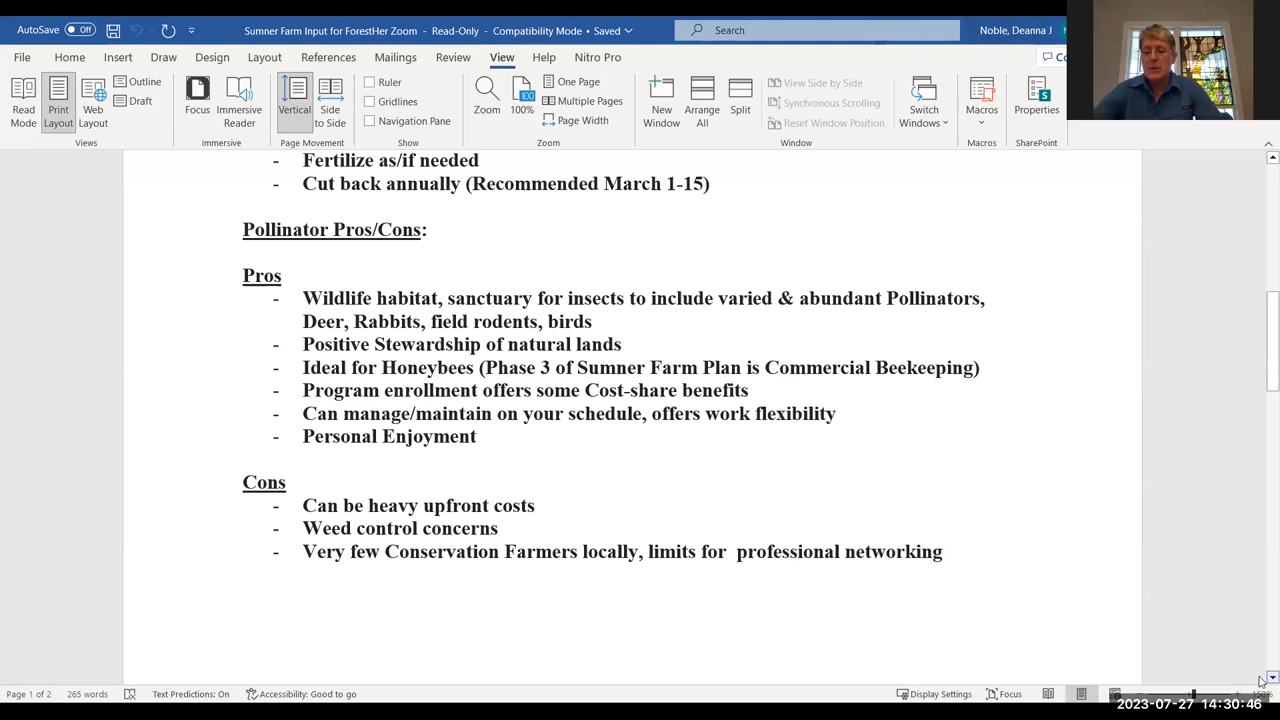 AutoSave Off Sumner Farm Input for ForestHer Zoom - Read-Only - Compatibility Mode • Saved Search Noble, Deanna J
File Home Insert Draw Design Layout References Mailings Review View Help Nitro Pro
Read Mode
Print Layout
Web Layout
Outline
Draft
Views
Focus
Immersive Reader
Immersive
Vertical
Side to Side
Page Movement
Ruler
Gridlines
Navigation Pane
Show
Zoom
100
100%
One Page
Multiple Pages
Page Width
Zoom
New Window
Arrange All
Split
View Side by Side
Synchronous Scrolling
Reset Window Position
Window
Switch Windows
Macros
Macros
Properties
SharePoint
- Fertilize as/if needed
- Cut back annually (Recommended March 1-15)
Pollinator Pros/Cons:
Pros
- Wildlife habitat, sanctuary for insects to include varied & abundant Pollinators,
Deer, Rabbits, field rodents, birds
- Positive Stewardship of natural lands
- Ideal for Honeybees (Phase 3 of Sumner Farm Plan is Commercial Beekeeping)
- Program enrollment offers some Cost-share benefits
- Can manage/maintain on your schedule, offers work flexibility
- Personal Enjoyment
Cons
- Can be heavy upfront costs
- Weed control concerns
- Very few Conservation Farmers locally, limits for professional networking
Page 1 of 2 265 words Text Predictions: On Accessibility: Good to go Display Settings Focus
2023-07-27 14:30:46